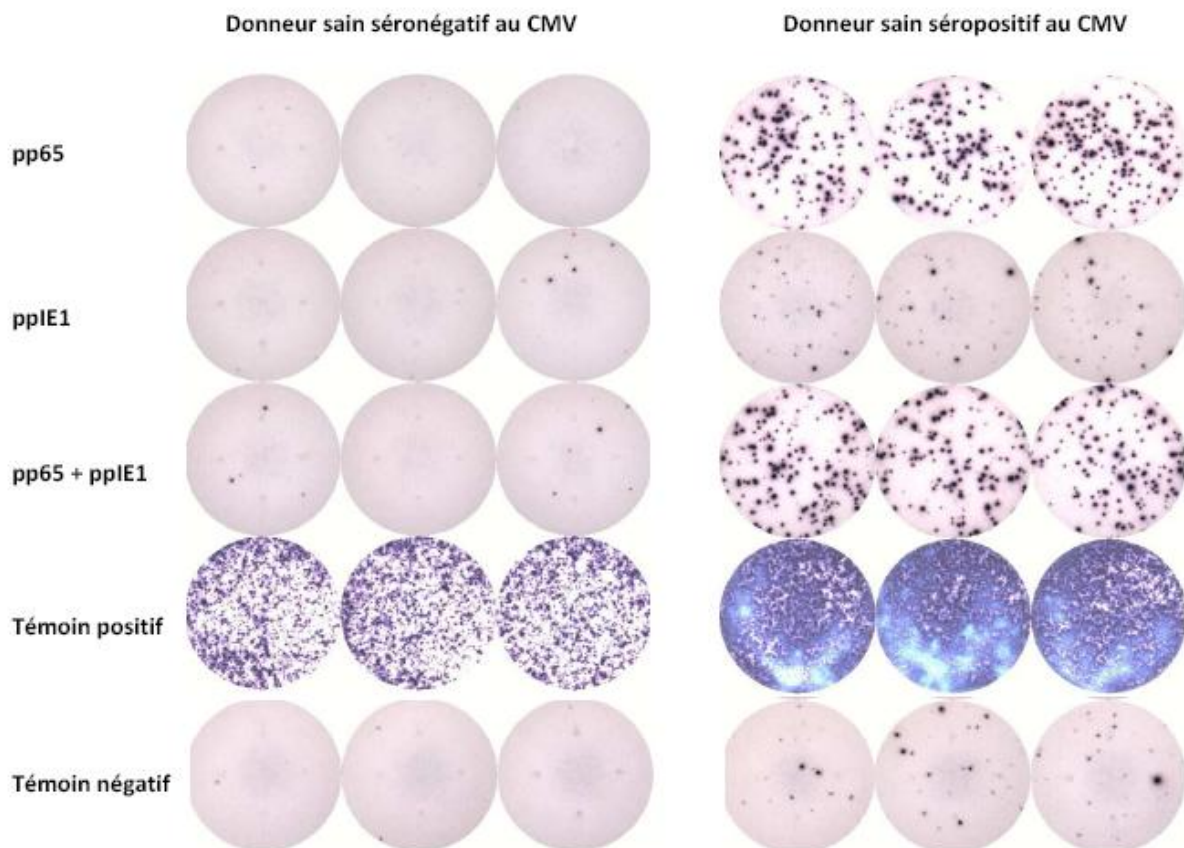 Donneur sain séronégatif au CMV
Donneur sain séropositif au CMV
pp65
ppIE1
pp65 + ppIE1
Témoin positif
Témoin négatif